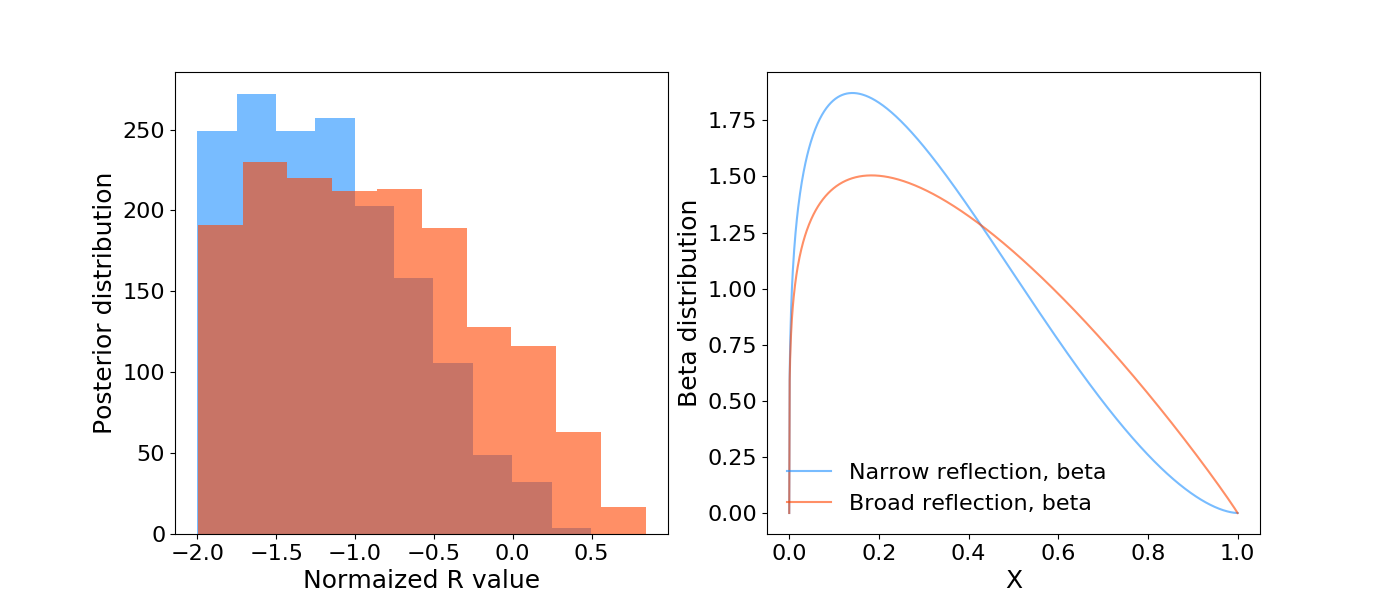 Posterior distribution
250
200
150
100
50
0
−2.0 −1.5 −1.0 −0.5 0.0 0.5
Normaized R value
Beta distribution
1.75
1.50
1.25
1.00
0.75
0.50
0.25
0.00
Narrow reflection, beta
Broad reflection, beta
0.0 0.2 0.4 0.6 0.8 1.0
X